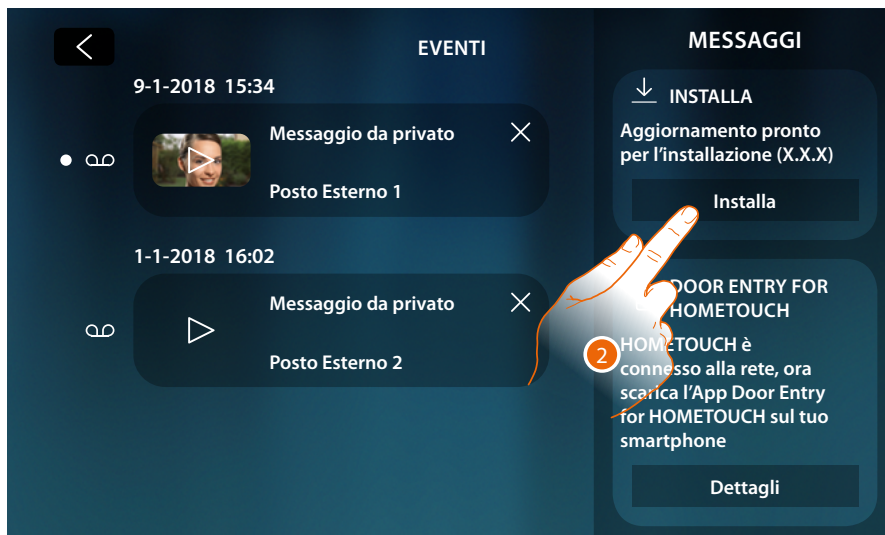 EVENTI
9-1-2018 15:34
Messaggio da privato
Posto Esterno 1
1-1-2018 16:02
Messaggio da privato
Posto Esterno 2
MESSAGGI
INSTALLA
Aggiornamento pronto
per l'installazione (X.X.X)
Installa
DOOR ENTRY FOR
HOMETOUCH
HOMETOUCH è
connesso alla rete, ora
scarica l'App Door Entry
for HOMETOUCH sul tuo
smartphone
Dettagli
2